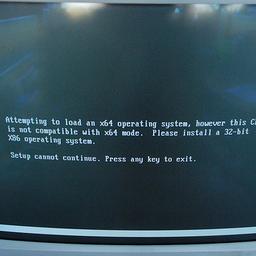 Attempting to load an x64 operating system, however this
is not compatible with x64 mode. Please install a 32-bit
X86 operating system.
Setup cannot continue. Press any key to exit.